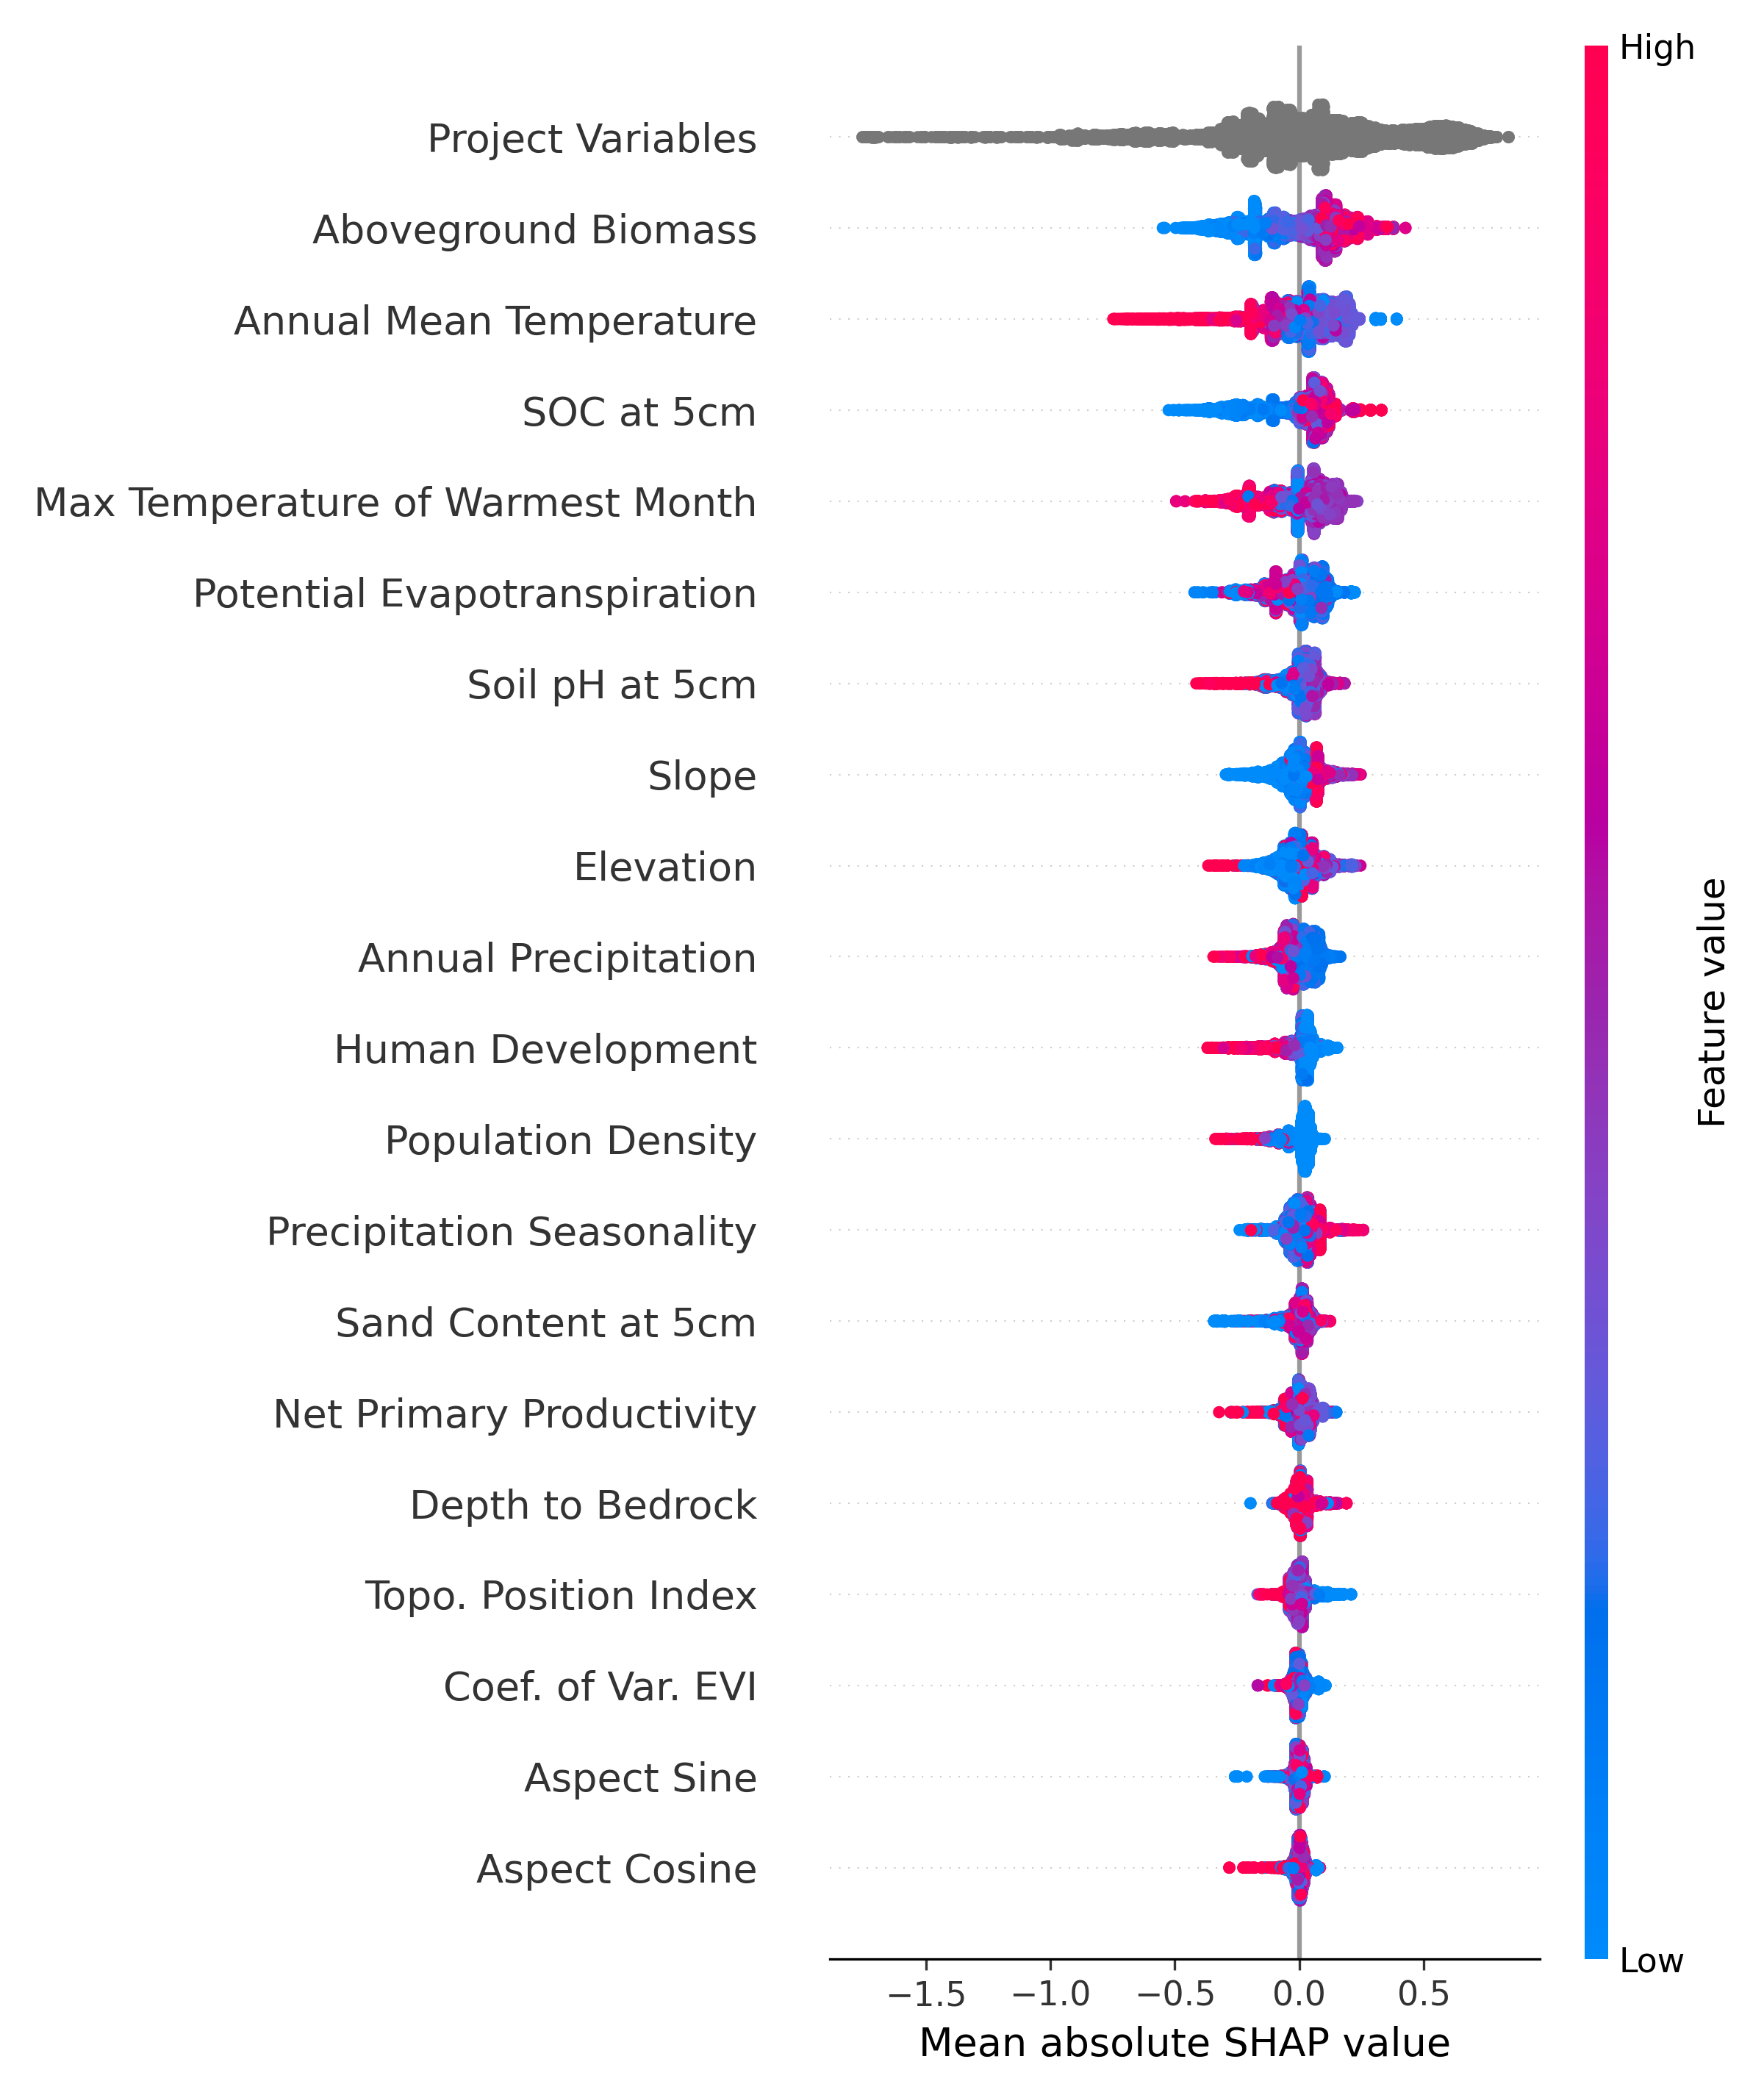 High
Project Variables
Aboveground Biomass
Annual Mean Temperature
SOC at 5cm
Max Temperature of Warmest Month
Potential Evapotranspiration
Soil pH at 5cm
Slope
Elevation
Annual Precipitation
Human Development
Population Density
Precipitation Seasonality
Sand Content at 5cm
Net Primary Productivity
Depth to Bedrock
Topo. Position Index
Coef. of Var. EVI
Aspect Sine
Aspect Cosine
Feature value
Low
−1.5 −1.0 −0.5 0.0 0.5
Mean absolute SHAP value